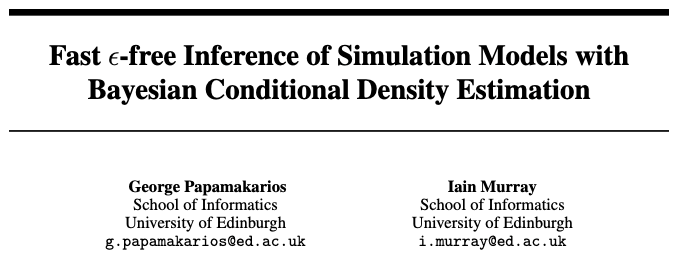 Fast ϵ-free Inference of Simulation Models with
Bayesian Conditional Density Estimation
George Papamakarios
School of Informatics
University of Edinburgh
g.papamakarios@ed.ac.uk
Iain Murray
School of Informatics
University of Edinburgh
i.murray@ed.ac.uk